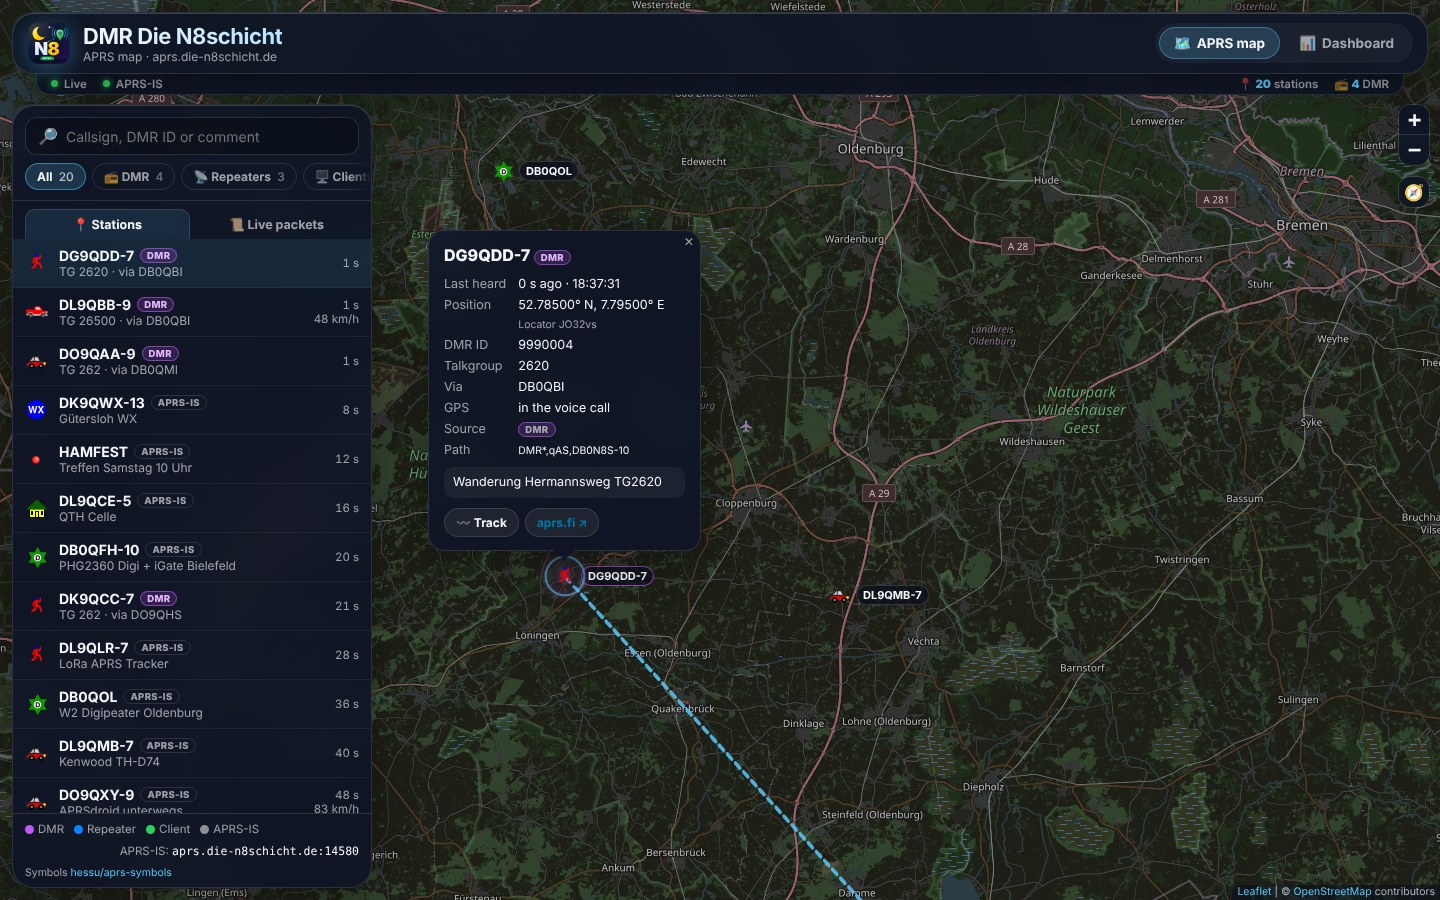 Westerstede
Wiefelstede
Osterholz
A 28
N8
DMR Die N8schicht
APRS map · aprs.die-n8schicht.de
APRS map
Dashboard
Live
APRS-IS
20 stations
4 DMR
A 280
Bad Zwischenahn
A 293
Callsign, DMR ID or comment
All 20
DMR 4
Repeaters 3
Client
Stations
Live packets
DG9QDD-7 DMR
TG 2620 · via DB0QBI
1 s
DL9QBB-9 DMR
TG 26500 · via DB0QBI
1 s
48 km/h
DO9QAA-9 DMR
TG 262 · via DB0QMI
1 s
WX
DK9QWX-13 APRS-IS
Gütersloh WX
8 s
HAMFEST APRS-IS
Treffen Samstag 10 Uhr
12 s
DL9QCE-5 APRS-IS
QTH Celle
16 s
D
DB0QFH-10 APRS-IS
PHG2360 Digi + iGate Bielefeld
20 s
DK9QCC-7 DMR
TG 262 · via DO9QHS
21 s
DL9QLR-7 APRS-IS
LoRa APRS Tracker
28 s
D
DB0QOL APRS-IS
W2 Digipeater Oldenburg
36 s
DL9QMB-7 APRS-IS
Kenwood TH-D74
40 s
DO9QXY-9 APRS-IS
APRSdroid unterwegs
48 s
83 km/h
DMR
Repeater
Client
APRS-IS
APRS-IS: aprs.die-n8schicht.de:14580
Symbols hessu/aprs-symbols
D
DB0QOL
Edewecht
Oldenburg
Hude
Lemwerder
Lilienthal
+
−
Bremen
A 281
Bremen
Wardenburg
A 28
Delmenhorst
Ganderkesee
Stuhr
×
DG9QDD-7 DMR
Last heard 0 s ago · 18:37:31
Position 52.78500° N, 7.79500° E
Locator JO32vs
DMR ID 9990004
Talkgroup 2620
Via DB0QBI
GPS in the voice call
Source DMR
Path DMR*,qAS,DB0N8S-10
Wanderung Hermannsweg TG2620
Track
aprs.fi ↗
Landkreis
Oldenburg
Weyhe
Naturpark
Wildeshauser
Geest
Wildeshausen
Syke
Cloppenburg
A 29
Bassum
Twistringen
DG9QDD-7
DL9QMB-7
Löningen
Essen (Oldenburg)
Vechta
Barnstorf
Quakenbrück
Dinklage
Lohne (Oldenburg)
Sulingen
Diepholz
Steinfeld (Oldenburg)
Bersenbrück
Ankum
Damme
Fürstenau
Lingen (Ems)
Leaflet | © OpenStreetMap contributors